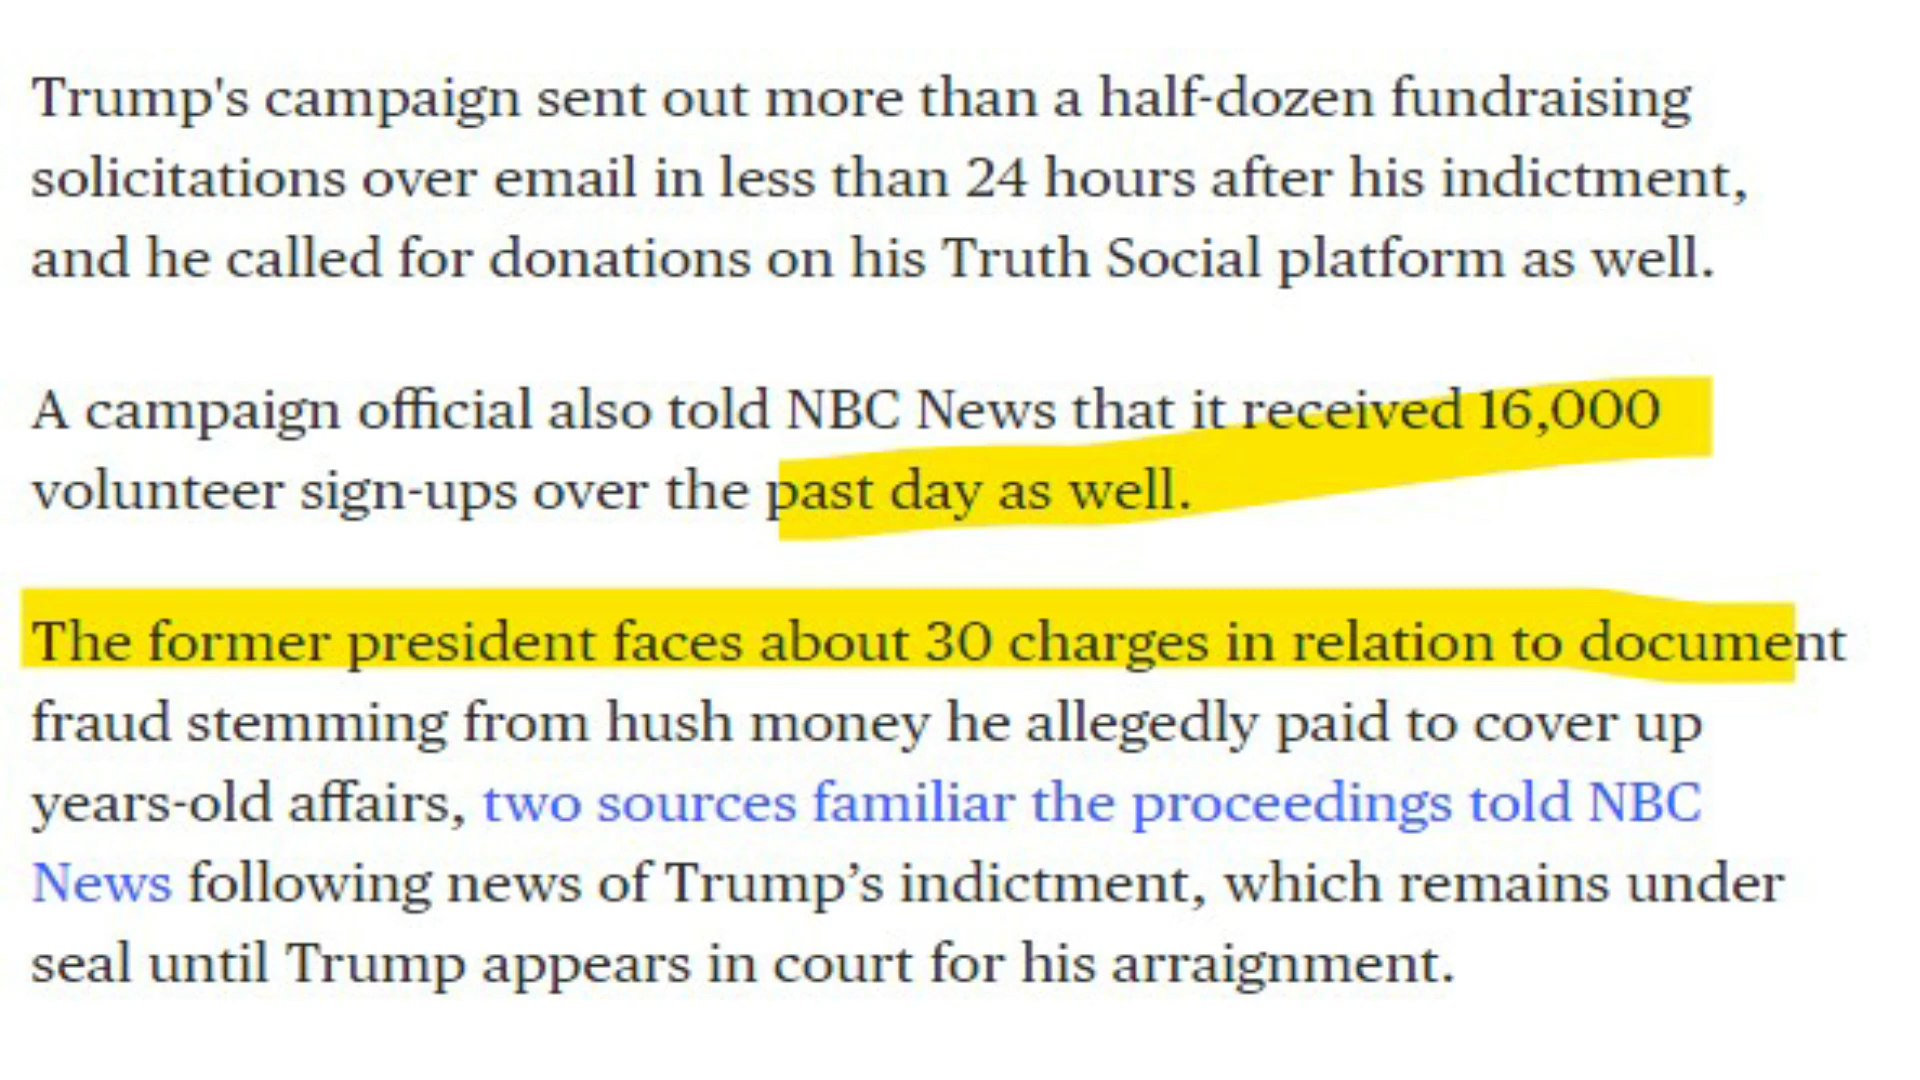 Trump's campaign sent out more than a half-dozen fundraising
solicitations over email in less than 24 hours after his indictment,
and he called for donations on his Truth Social platform as well.
A campaign official also told NBC News that it received 16,000
volunteer sign-ups over the past day as well.
The former president faces about 30 charges in relation to document
fraud stemming from hush money he allegedly paid to cover up
years-old affairs, two sources familiar the proceedings told NBC
News following news of Trump’s indictment, which remains under
seal until Trump appears in court for his arraignment.